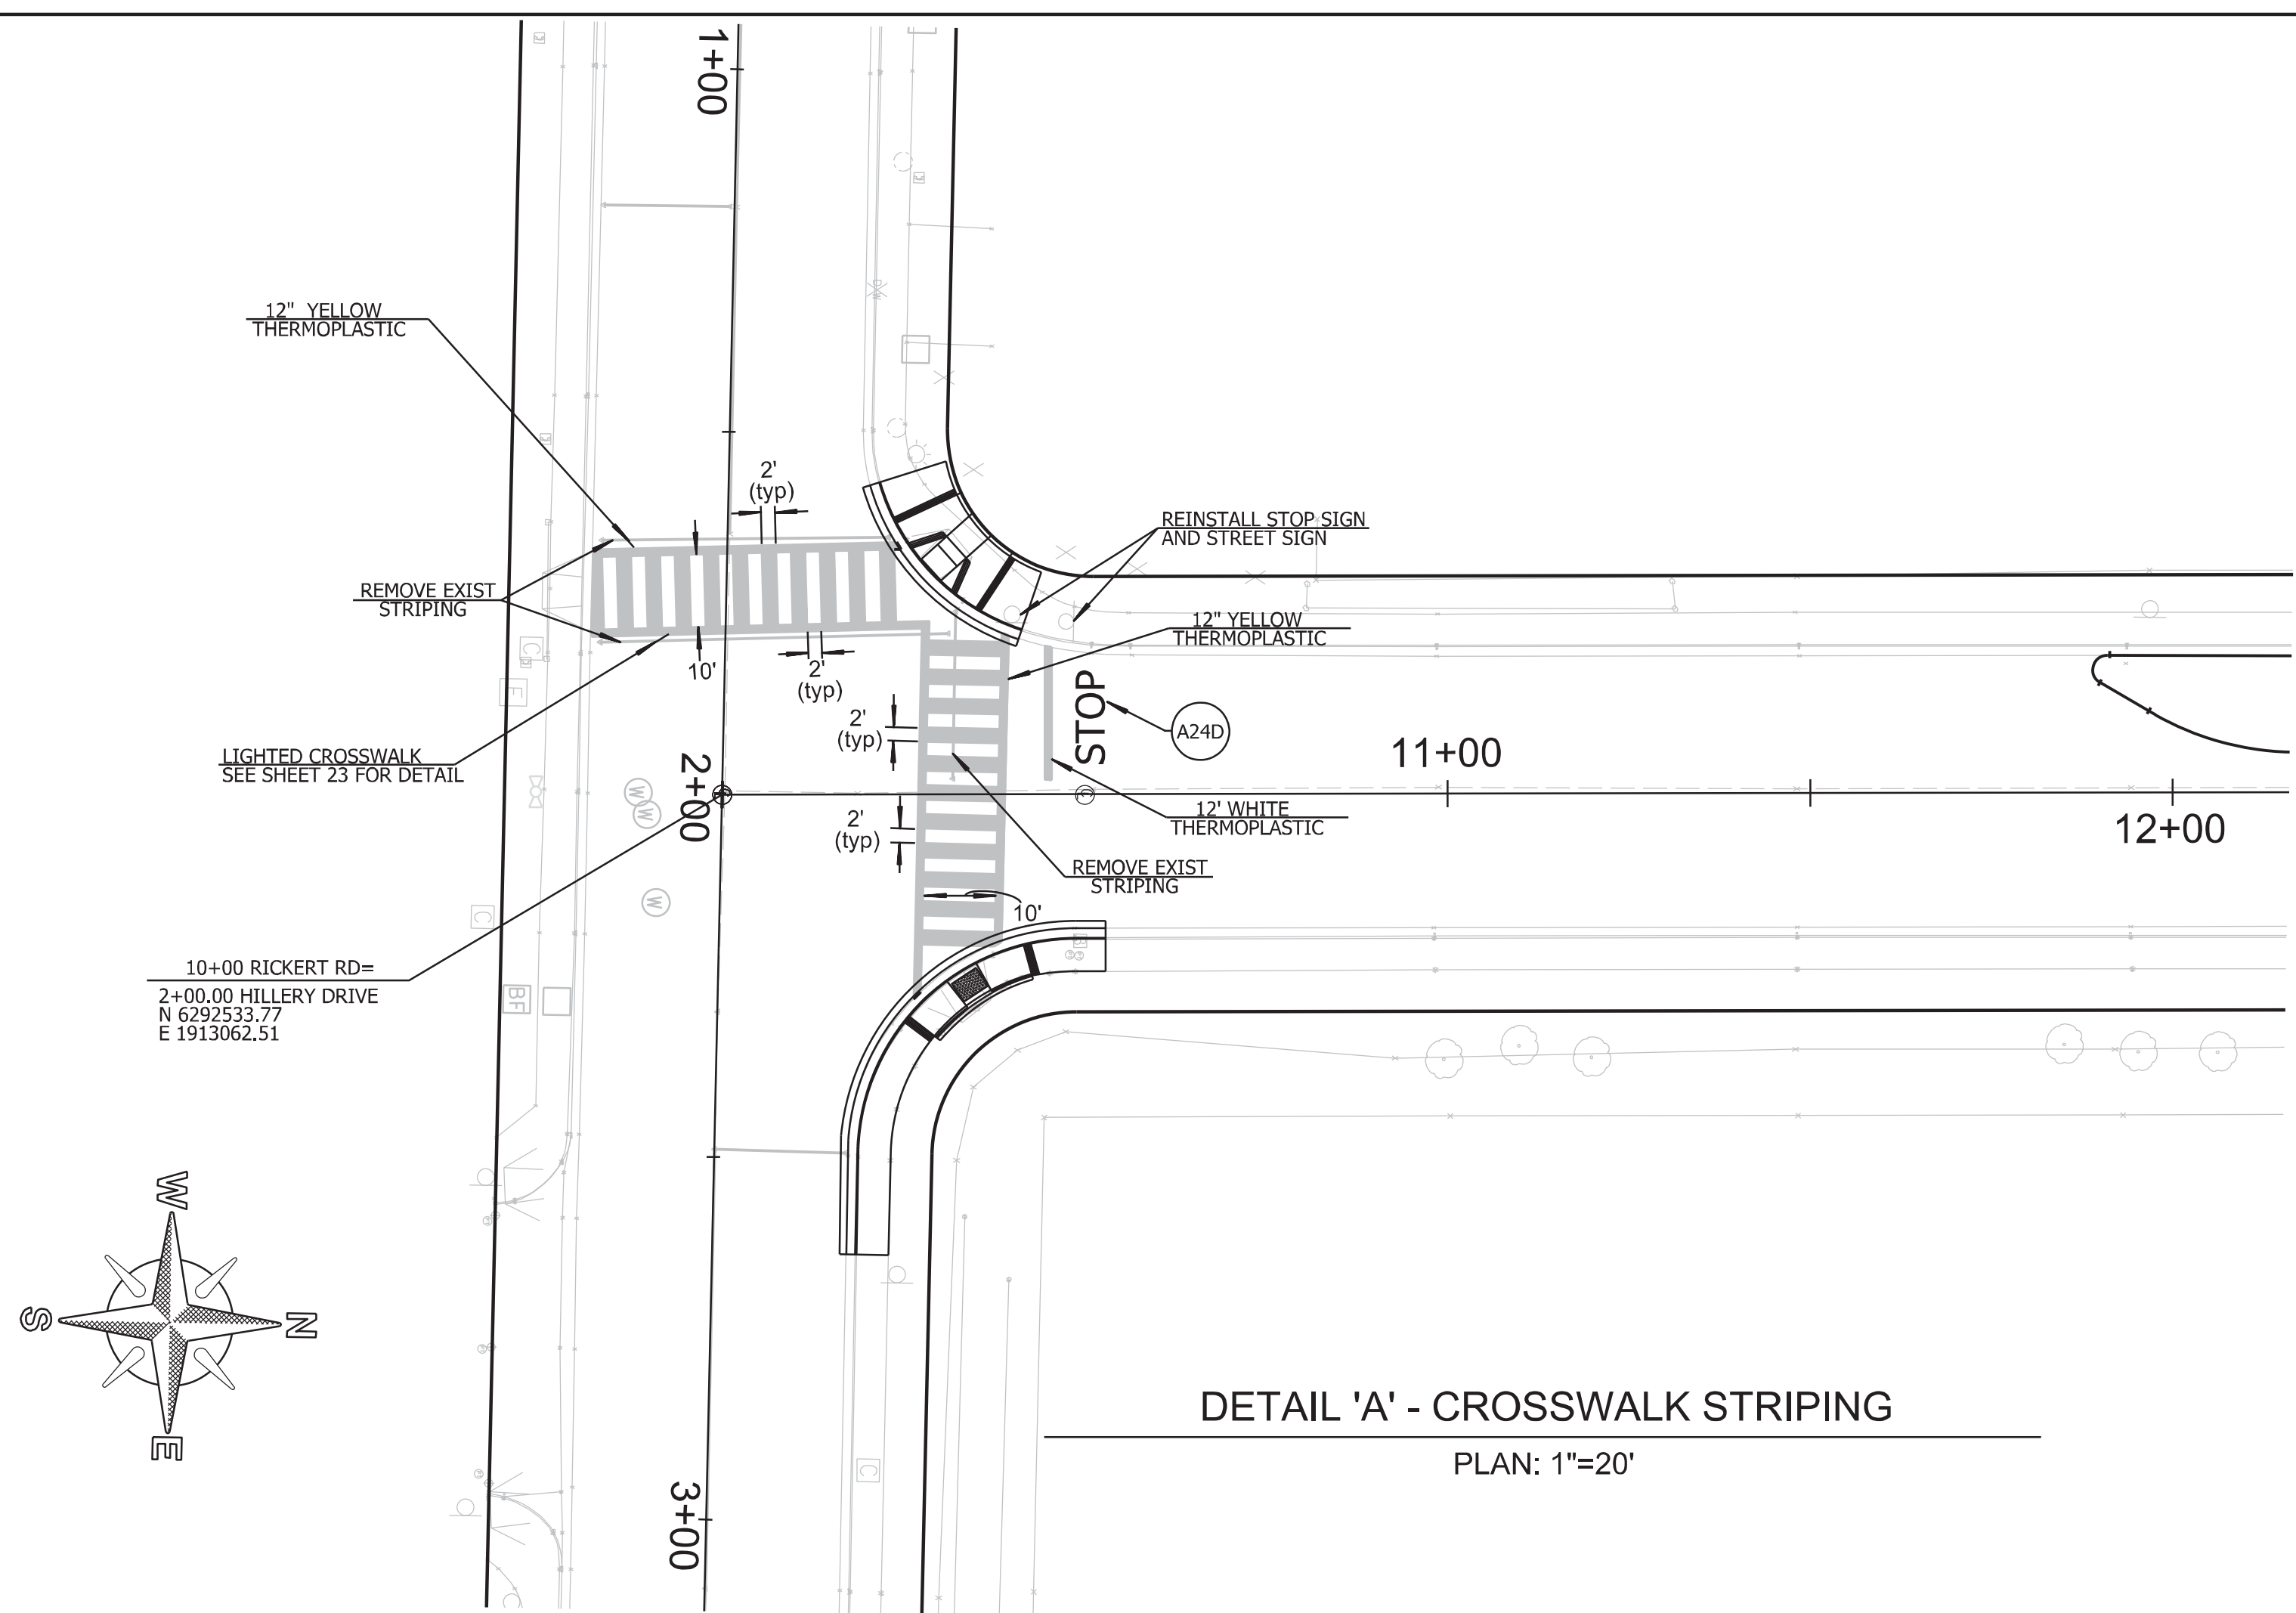 1+00
12" YELLOW
THERMOPLASTIC
2'
(typ)
REINSTALL STOP SIGN
AND STREET SIGN
REMOVE EXIST
STRIPING
12" YELLOW
THERMOPLASTIC
10'
2'
(typ)
STOP
A24D
2'
(typ)
11+00
LIGHTED CROSSWALK
SEE SHEET 23 FOR DETAIL
2+00
W
W
C
12' WHITE
THERMOPLASTIC
12+00
2'
(typ)
REMOVE EXIST
STRIPING
10'
W
C
C
E
B
10+00 RICKERT RD=
2+00.00 HILLERY DRIVE
N 6292533.77
E 1913062.51
BF
W
S
N
E
DETAIL 'A' - CROSSWALK STRIPING
PLAN: 1"=20'
C
3+00